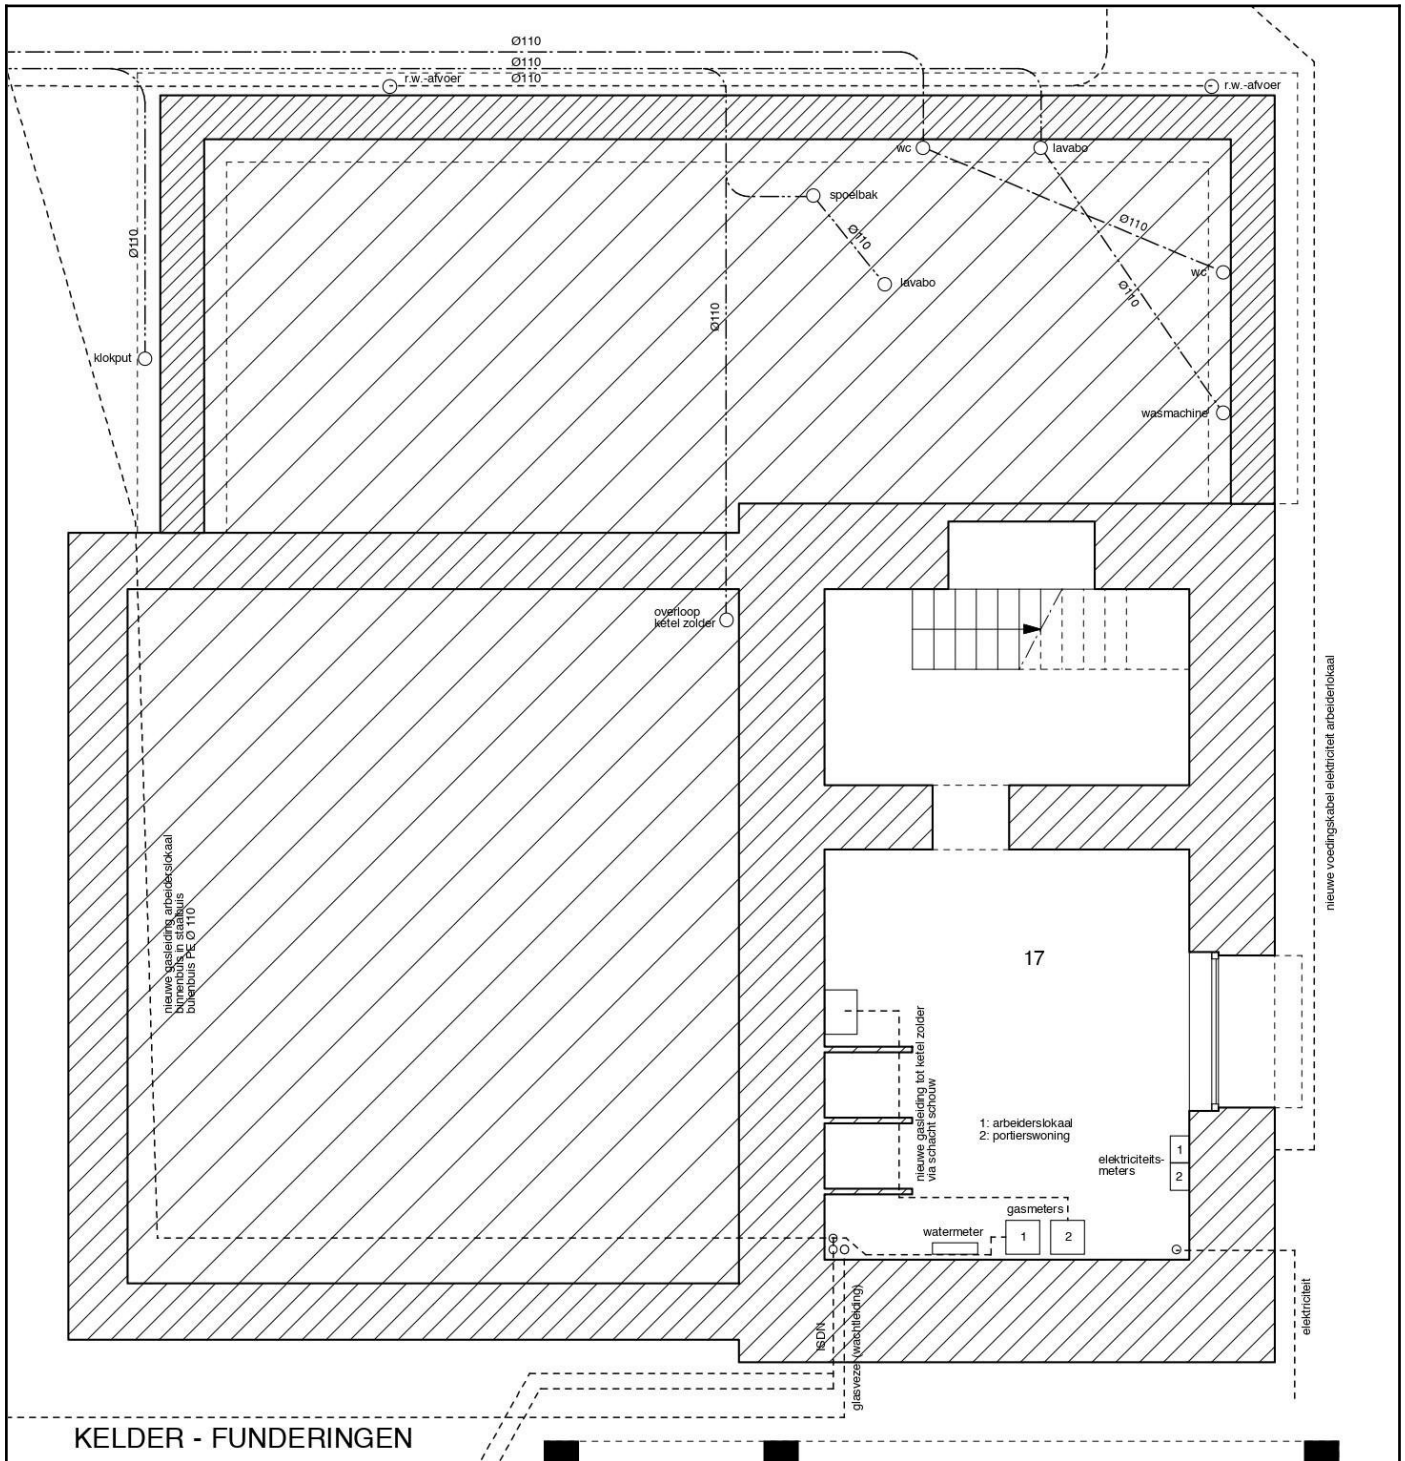 Ø110
Ø110
r.w.-afvoer
Ø110
r.w.-afvoer
wc
lavabo
spoelbak
Ø110
Ø110
Ø110
lavabo
wc
Ø110
Ø110
klokput
wasmachine
overloop
ketel zolder
nieuwe voedingskabel elektriciteit arbeiderlokaal
nieuwe gasleiding arbeiderslokaal
binnenbuis in staalbuis
buienbuis PE Ø 110
17
nieuwe gasleiding tot ketel zolder
via schacht schouw
1: arbeiderslokaal
2: portierswoning
elektriciteits-
meters
1
2
gasmeters
watermeter
1
2
ISDN
glasvezel (wachtleiding)
elektriciteit
KELDER - FUNDERINGEN